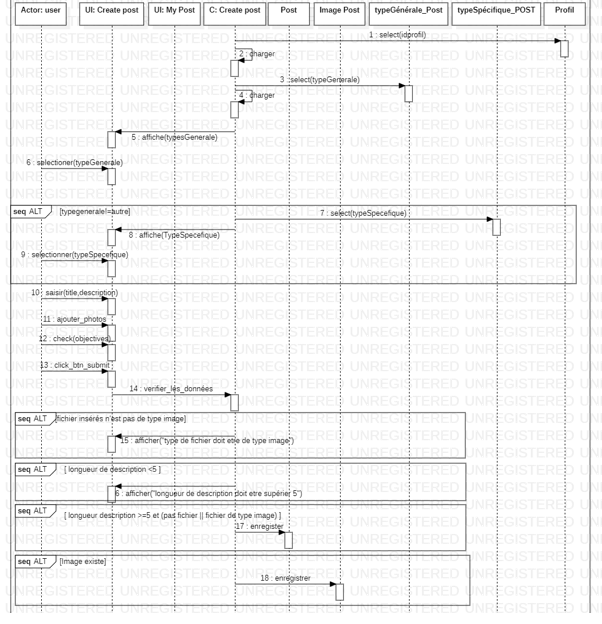 Actor: user
UI: Create post
UI: My Post
C: Create post
Post
Image Post
typeGénérale_Post
typeSpécifique_POST
Profil
1 : select(idprofil)
2 : charger
3 : select(typeGenerale)
4 : charger
5 : affiche(typesGenerale)
6 : selectioner(typeGenerale)
seq ALT
[typegenerale!=autre]
7 : select(typeSpecefique)
8 : affiche(TypeSpecefique)
9 : selectionner(typeSpecefique)
10 : saisir(title,description)
11 : ajouter_photos
12 : check(objectives)
13 : click_btn_submit
14 : verifier_les_données
seq ALT
fichier insérés n'est pas de type image]
15 : afficher("type de fichier doit etre de type image")
seq ALT
[ longueur de description <5 ]
6 : afficher("longueur de description doit etre supérier 5")
seq ALT
[ longueur description >=5 et (pas fichier || fichier de type image) ]
17 : enregister
seq ALT
[Image existe]
18 : enregistrer
UNREGISTERED